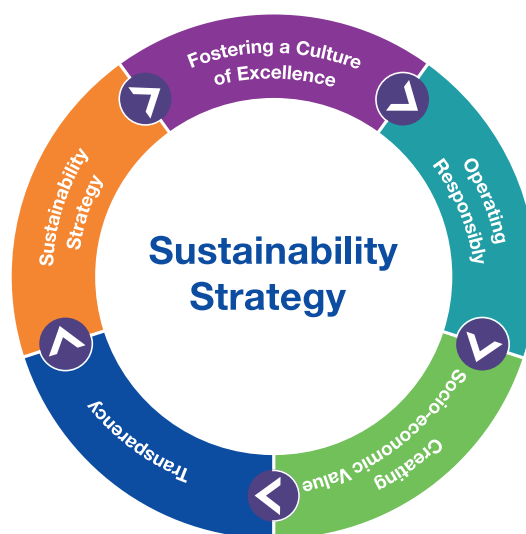 Fostering a Culture
of Excellence
Operating
Responsibly
Creating
Socio-economic Value
Transparency
Sustainability
Strategy
Sustainability
Strategy